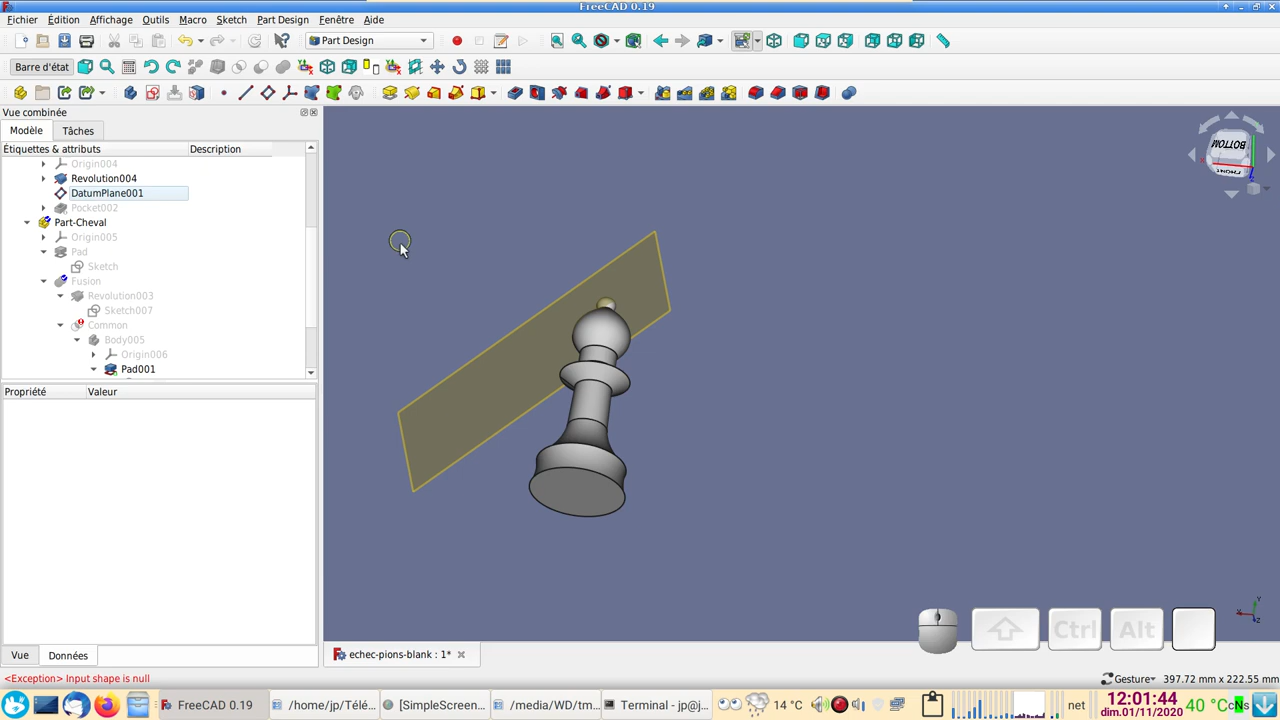 FreeCAD 0.19
Fichier Édition Affichage Outils Macro Sketch Part Design Fenêtre Aide
Part Design
Barre d'état
Vue combinée
Modèle Tâches
Étiquettes & attributs Description
Origin004
Revolution004
DatumPlane001
Pocket002
Part-Cheval
Origin005
Pad
Sketch
Fusion
Revolution003
Sketch007
Common
Body005
Origin006
Pad001
Propriété Valeur
BOTTOM
FRONT
Ctrl Alt
Vue Données
echec-pions-blank : 1*
<Exception> Input shape is null
Gesture 397.72 mm x 222.55 mm
FreeCAD 0.19 /home/jp/Télé... [SimpleScreen... /media/WD/tm... Terminal - jp@j... 14 °C net 12:01:44 40 °C
dim.01/11/2020